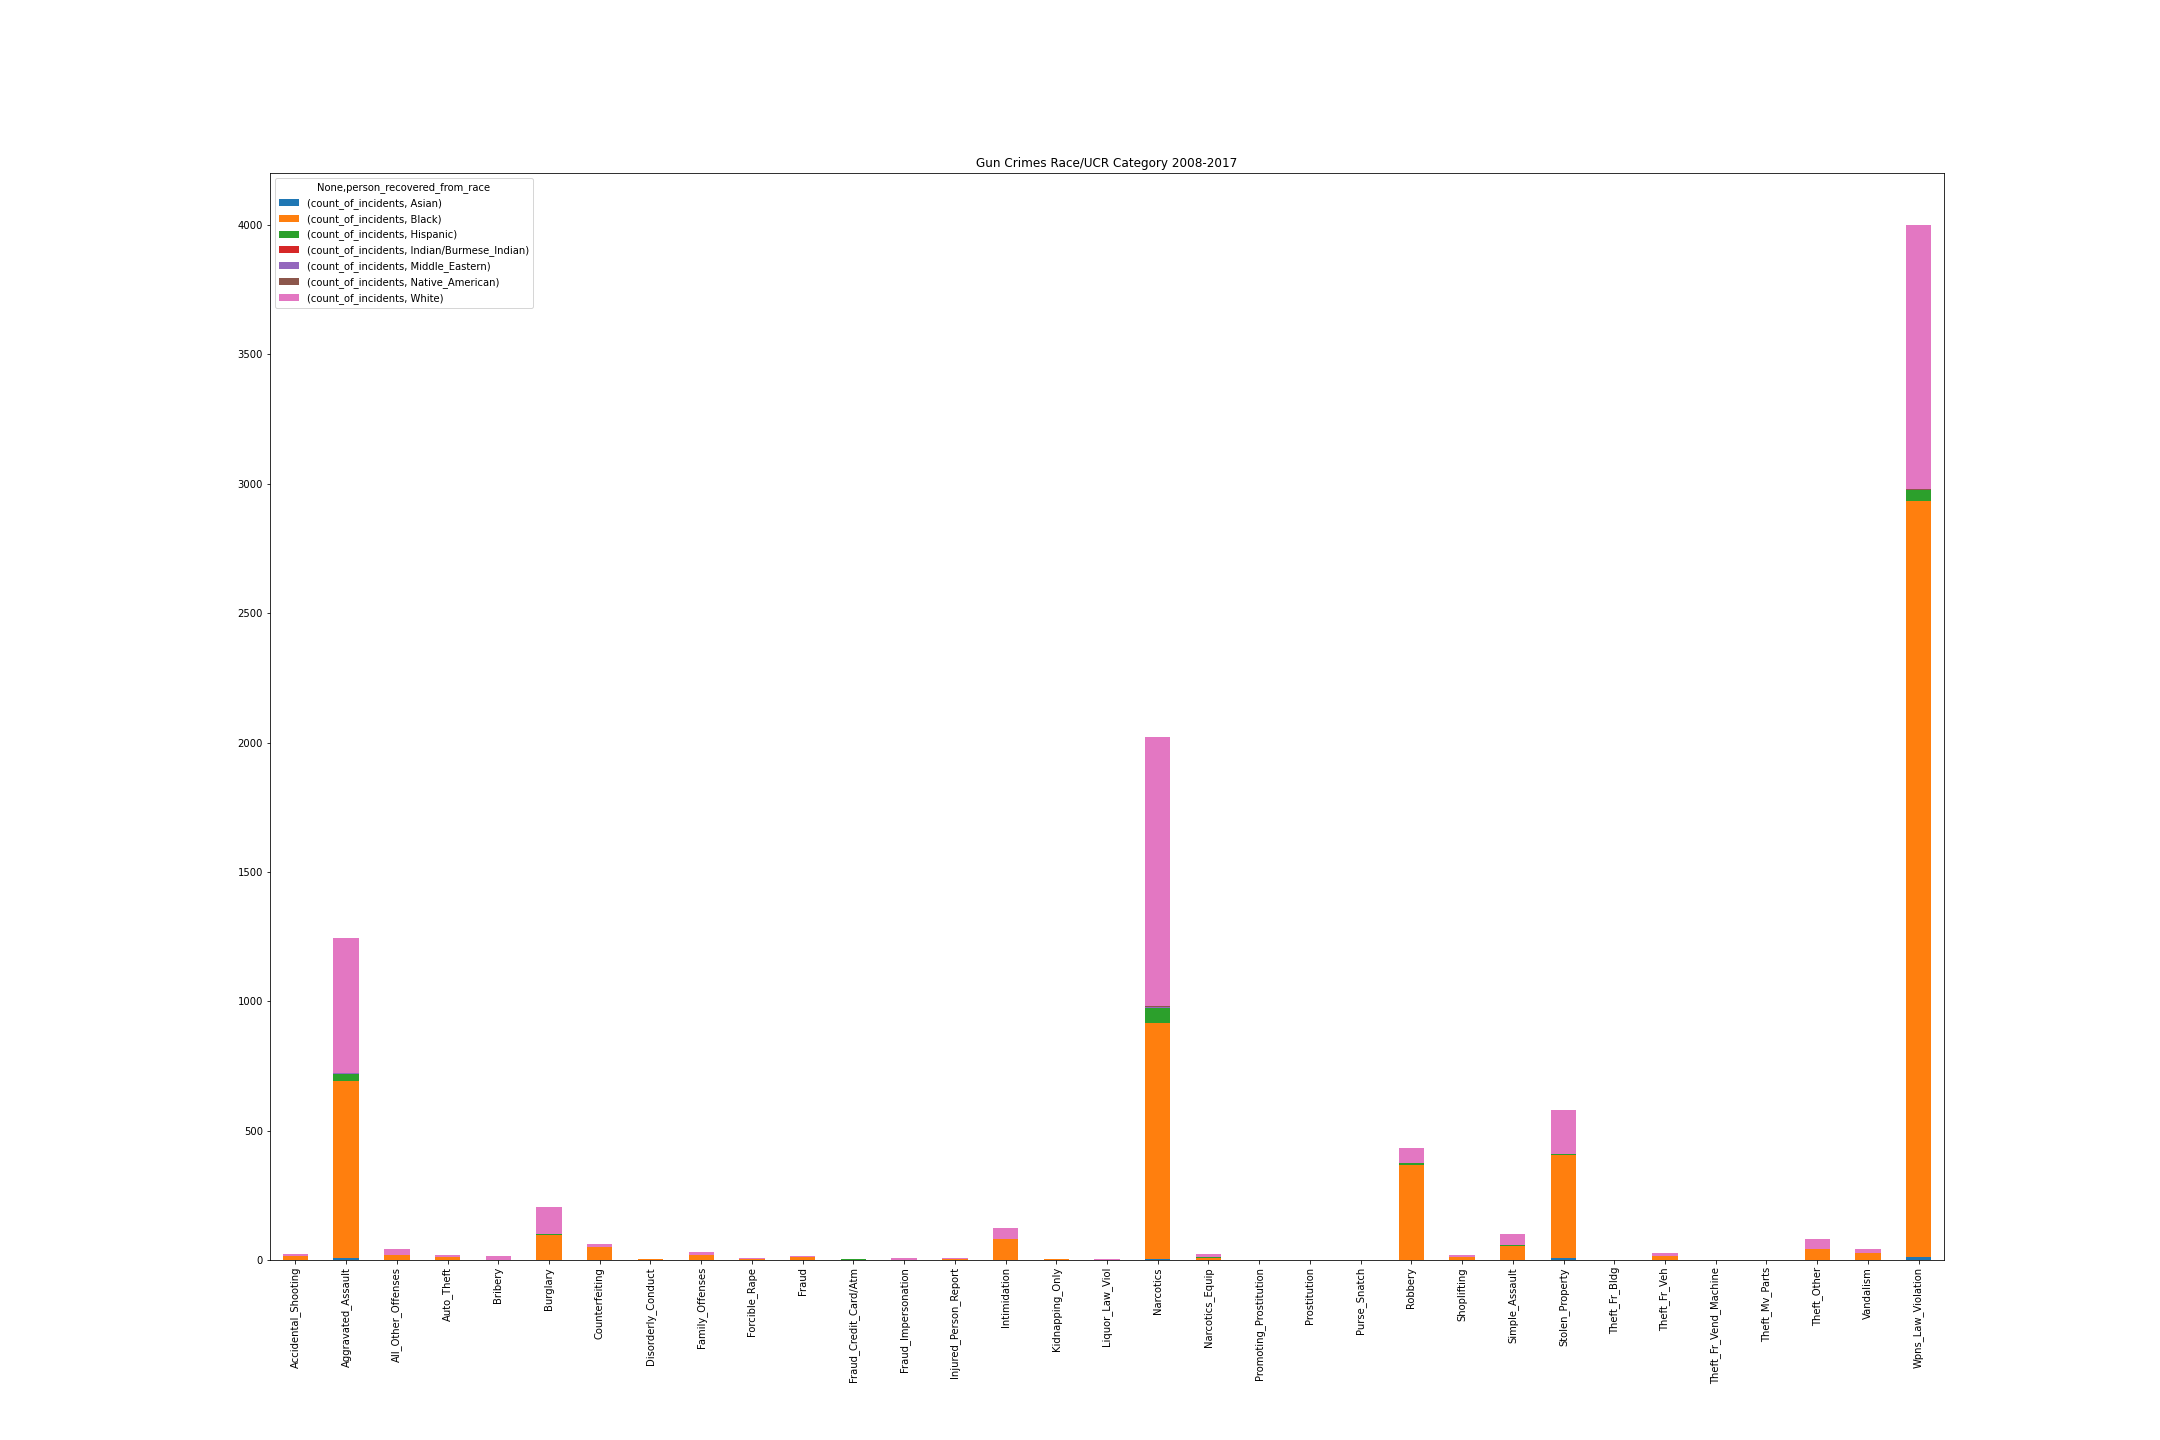 Gun Crimes Race/UCR Category 2008-2017
None,person_recovered_from_race
(count_of_incidents, Asian)
(count_of_incidents, Black)
(count_of_incidents, Hispanic)
(count_of_incidents, Indian/Burmese_Indian)
(count_of_incidents, Middle_Eastern)
(count_of_incidents, Native_American)
(count_of_incidents, White)
4000
3500
3000
2500
2000
1500
1000
500
0
Accidental_Shooting
Aggravated_Assault
All_Other_Offenses
Auto_Theft
Bribery
Burglary
Counterfeiting
Disorderly_Conduct
Family_Offenses
Forcible_Rape
Fraud
Fraud_Credit_Card/Atm
Fraud_Impersonation
Injured_Person_Report
Intimidation
Kidnapping_Only
Liquor_Law_Viol
Narcotics
Narcotics_Equip
Promoting_Prostitution
Prostitution
Purse_Snatch
Robbery
Shoplifting
Simple_Assault
Stolen_Property
Theft_Fr_Bldg
Theft_Fr_Veh
Theft_Fr_Vend_Machine
Theft_Mv_Parts
Theft_Other
Vandalism
Wpns_Law_Violation